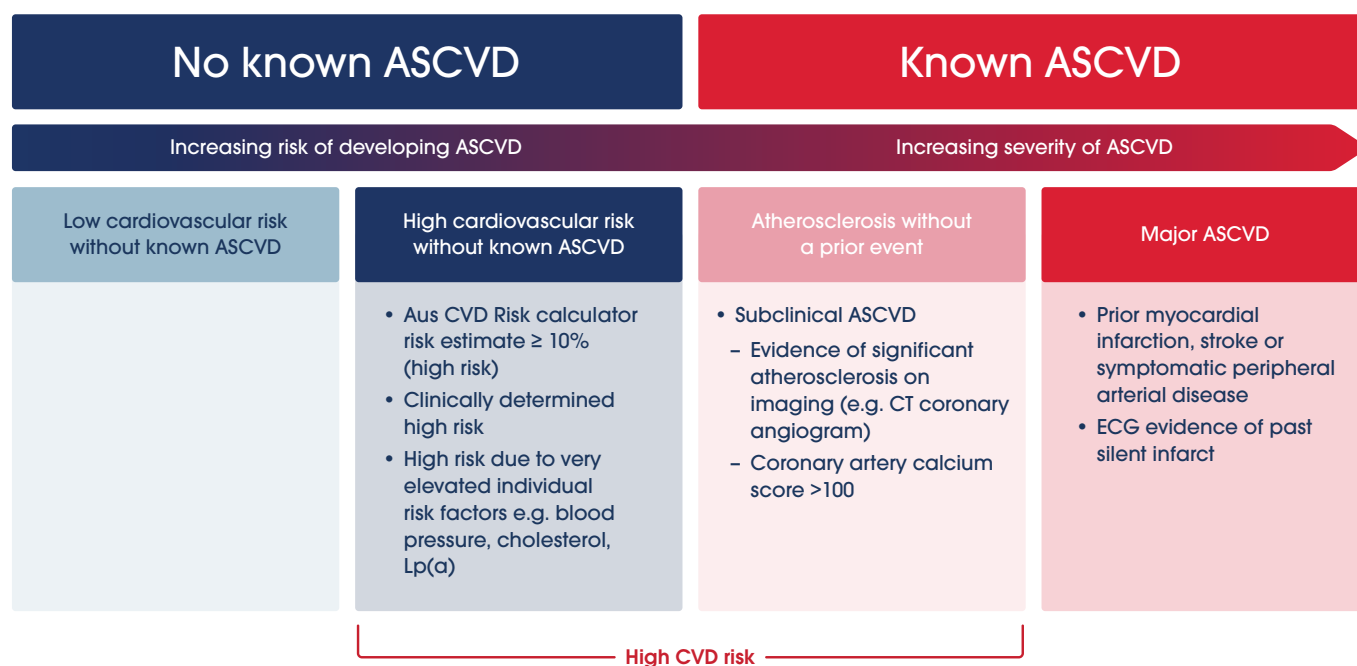 No known ASCVD
Known ASCVD
Increasing risk of developing ASCVD
Increasing severity of ASCVD
Low cardiovascular risk
without known ASCVD
High cardiovascular risk
without known ASCVD
• Aus CVD Risk calculator
risk estimate ≥ 10%
(high risk)
• Clinically determined
high risk
• High risk due to very
elevated individual
risk factors e.g. blood
pressure, cholesterol,
Lp(a)
Atherosclerosis without
a prior event
• Subclinical ASCVD
– Evidence of significant
atherosclerosis on
imaging (e.g. CT coronary
angiogram)
– Coronary artery calcium
score >100
Major ASCVD
• Prior myocardial
infarction, stroke or
symptomatic peripheral
arterial disease
• ECG evidence of past
silent infarct
High CVD risk